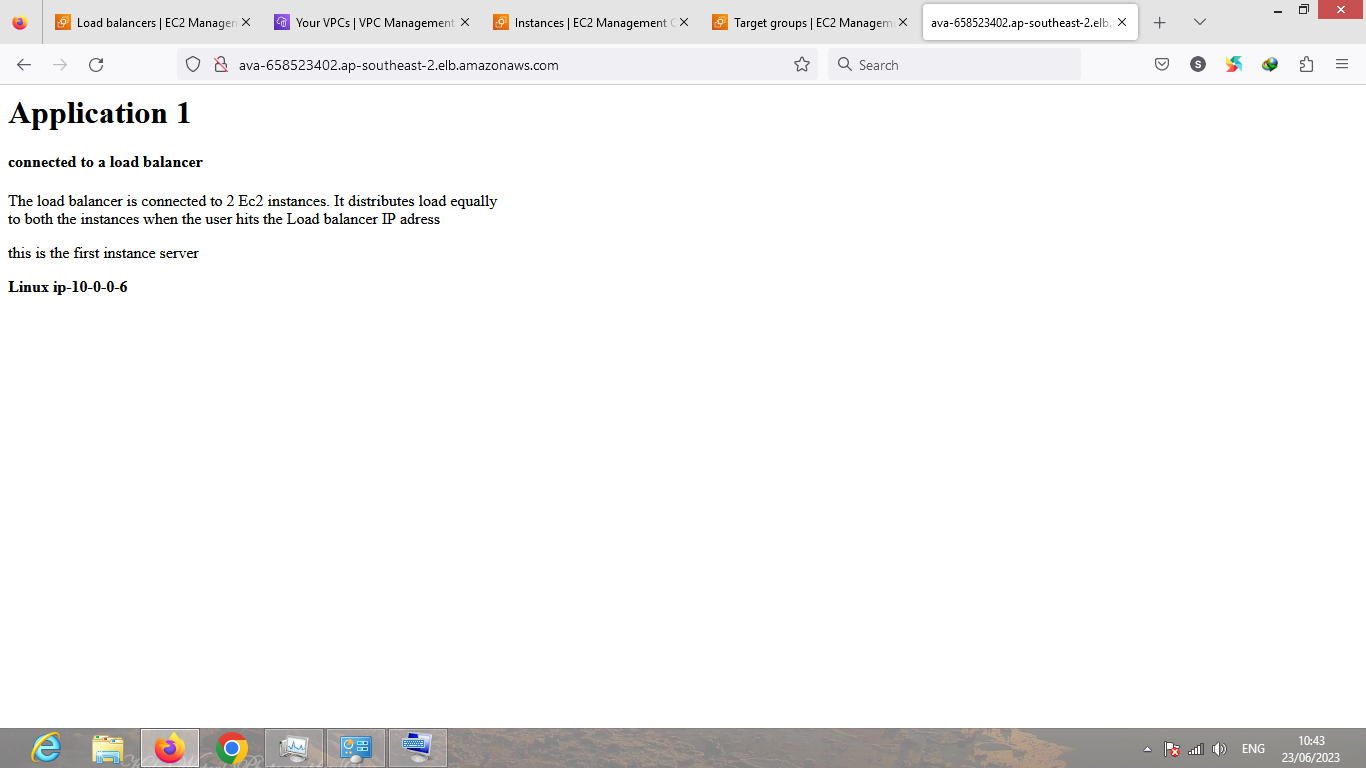 Load balancers | EC2 Managen
Your VPCs | VPC Management
Instances | EC2 Management C
Target groups | EC2 Manageme
ava-658523402.ap-southeast-2.elb.
ava-658523402.ap-southeast-2.elb.amazonaws.com
Search
S
Application 1
connected to a load balancer
The load balancer is connected to 2 Ec2 instances. It distributes load equally
to both the instances when the user hits the Load balancer IP adress
this is the first instance server
Linux ip-10-0-0-6
ENG
10:43
23/06/2023